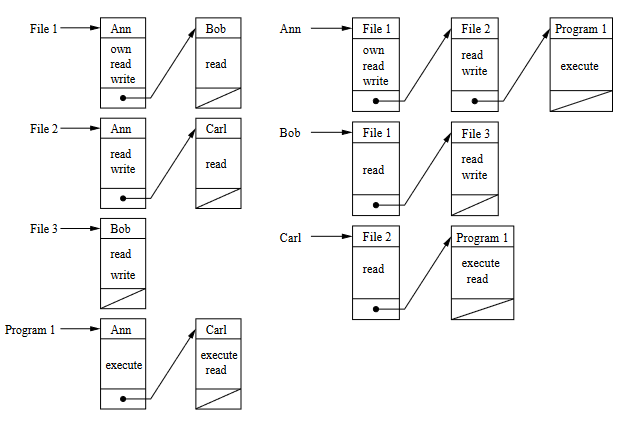 File 1
Ann
own
read
write
Bob
read
File 2
Ann
read
write
Carl
read
File 3
Bob
read
write
Program 1
Ann
execute
Carl
execute
read
Ann
File 1
own
read
write
File 2
read
write
Program 1
execute
Bob
File 1
read
File 3
read
write
Carl
File 2
read
Program 1
execute
read